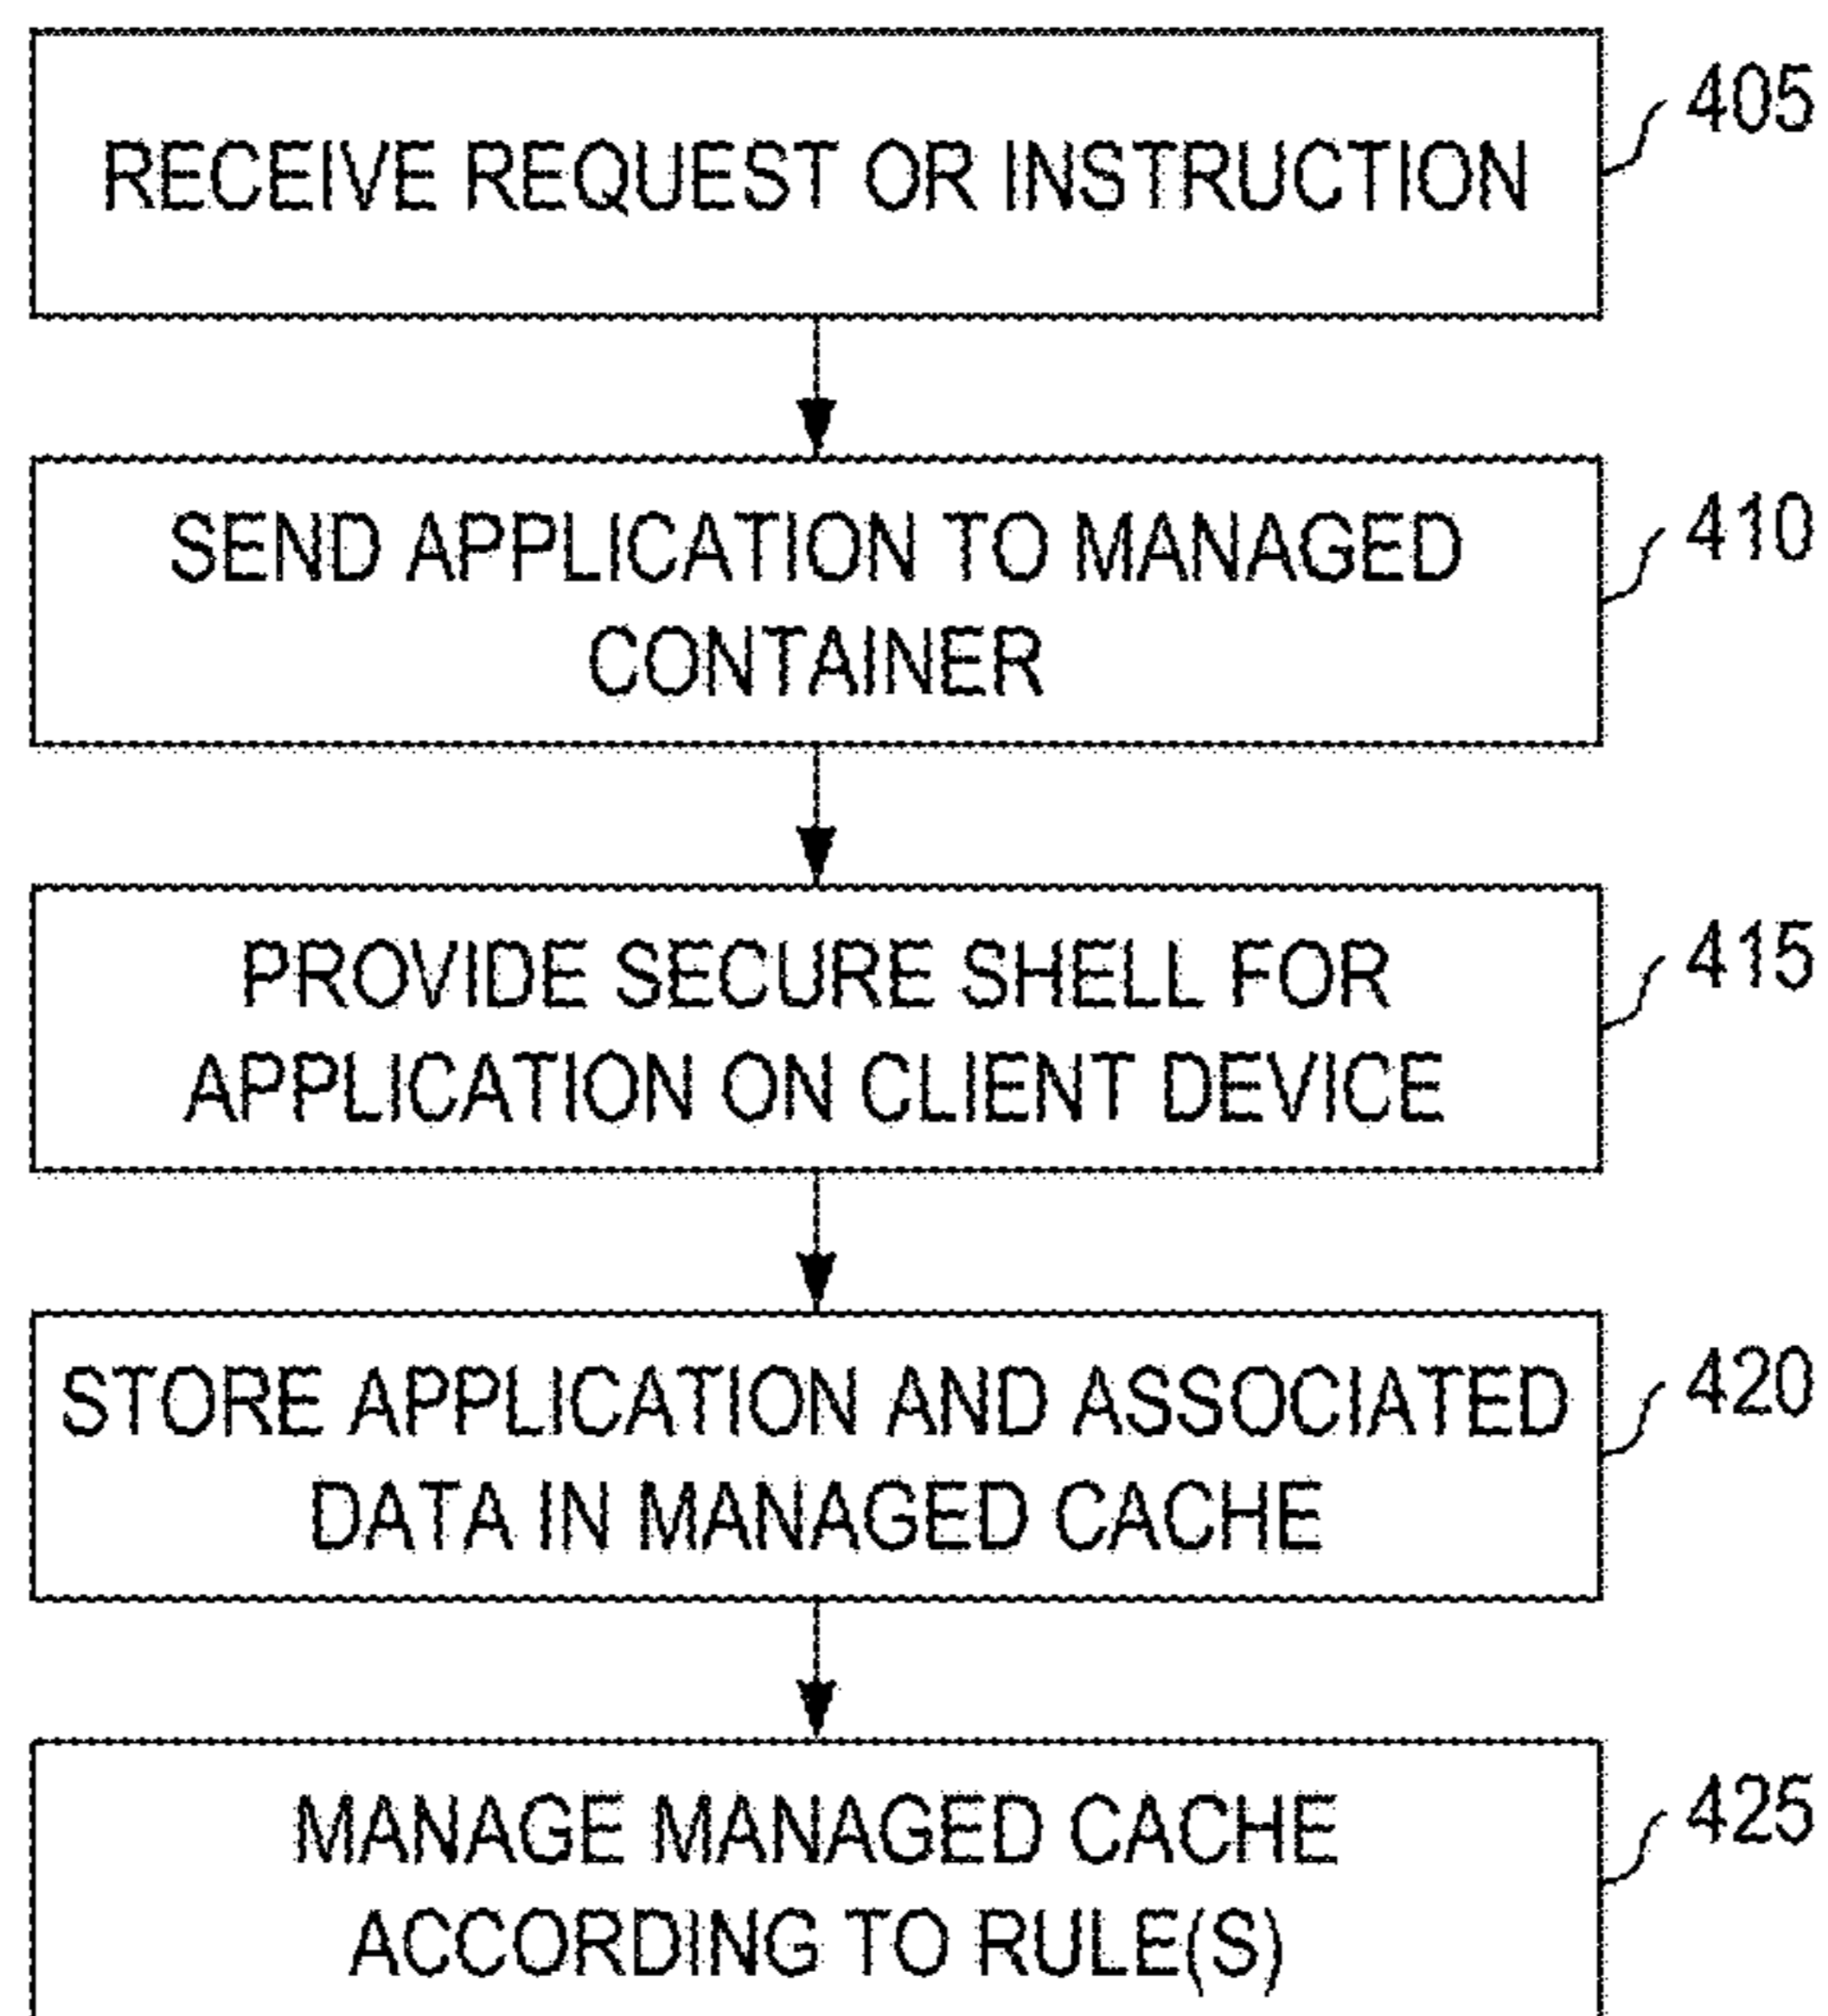 RECEIVE REQUEST OR INSTRUCTION
405
SEND APPLICATION TO MANAGED
CONTAINER
410
PROVIDE SECURE SHELL FOR
APPLICATION ON CLIENT DEVICE
415
STORE APPLICATION AND ASSOCIATED
DATA IN MANAGED CACHE
420
MANAGE MANAGED CACHE
ACCORDING TO RULE(S)
425